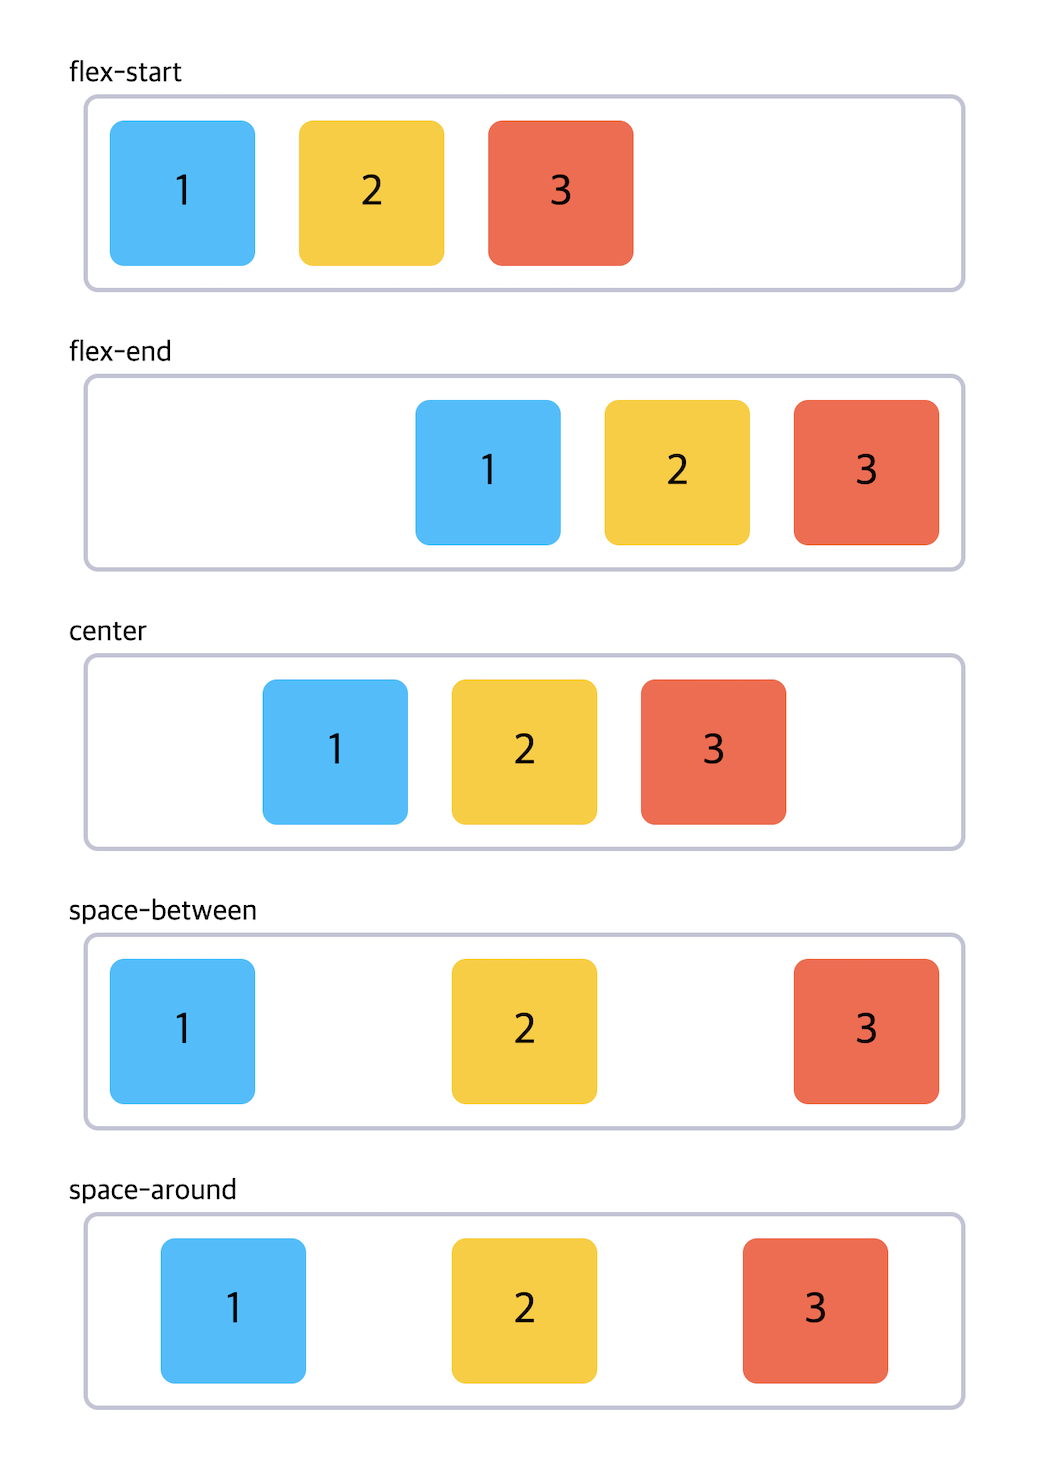 flex-start
1 2 3
flex-end
1 2 3
center
1 2 3
space-between
1 2 3
space-around
1 2 3